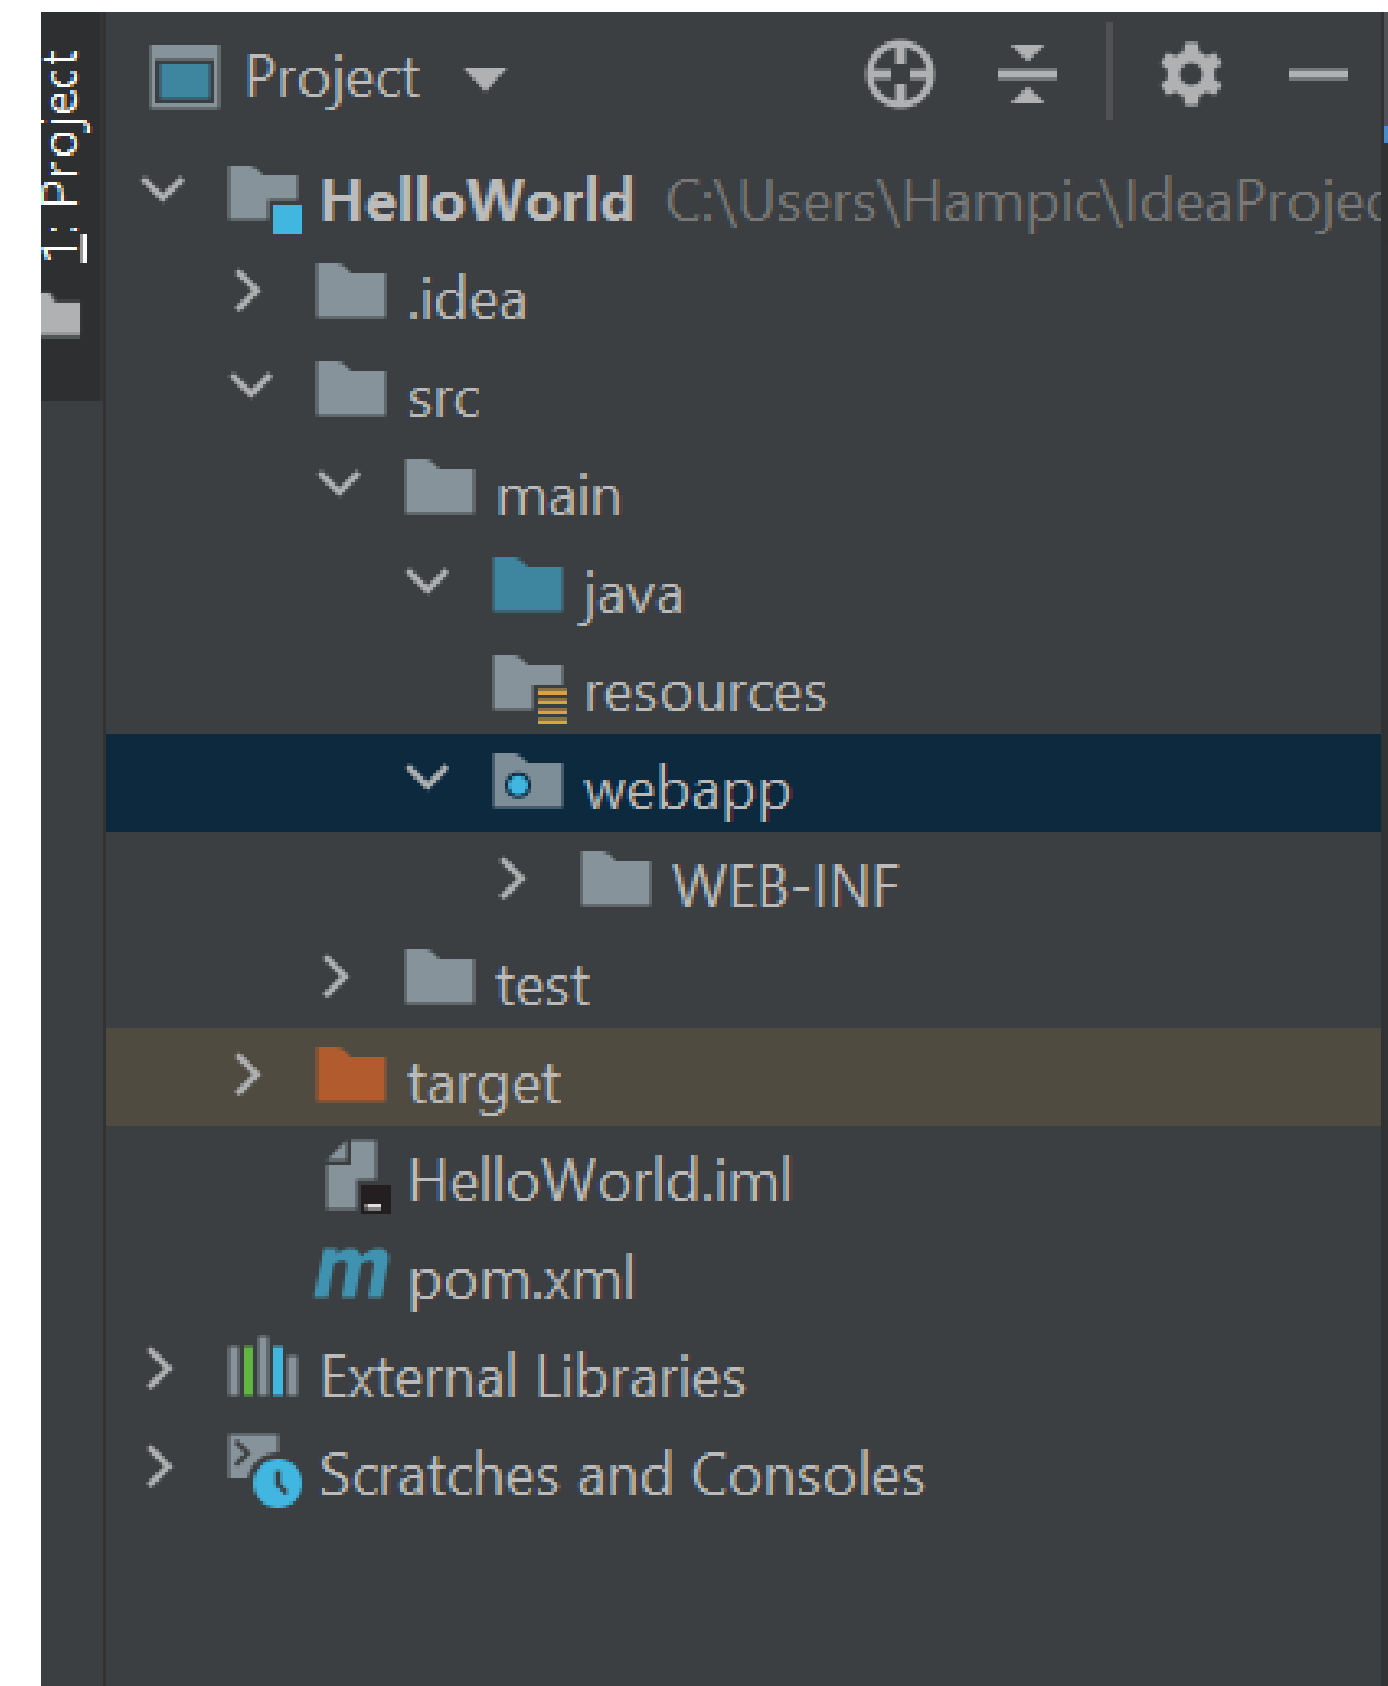 1: Project
Project
HelloWorld C:\Users\Hampic\IdeaProjec
.idea
src
main
java
resources
webapp
WEB-INF
test
target
HelloWorld.iml
pom.xml
External Libraries
Scratches and Consoles